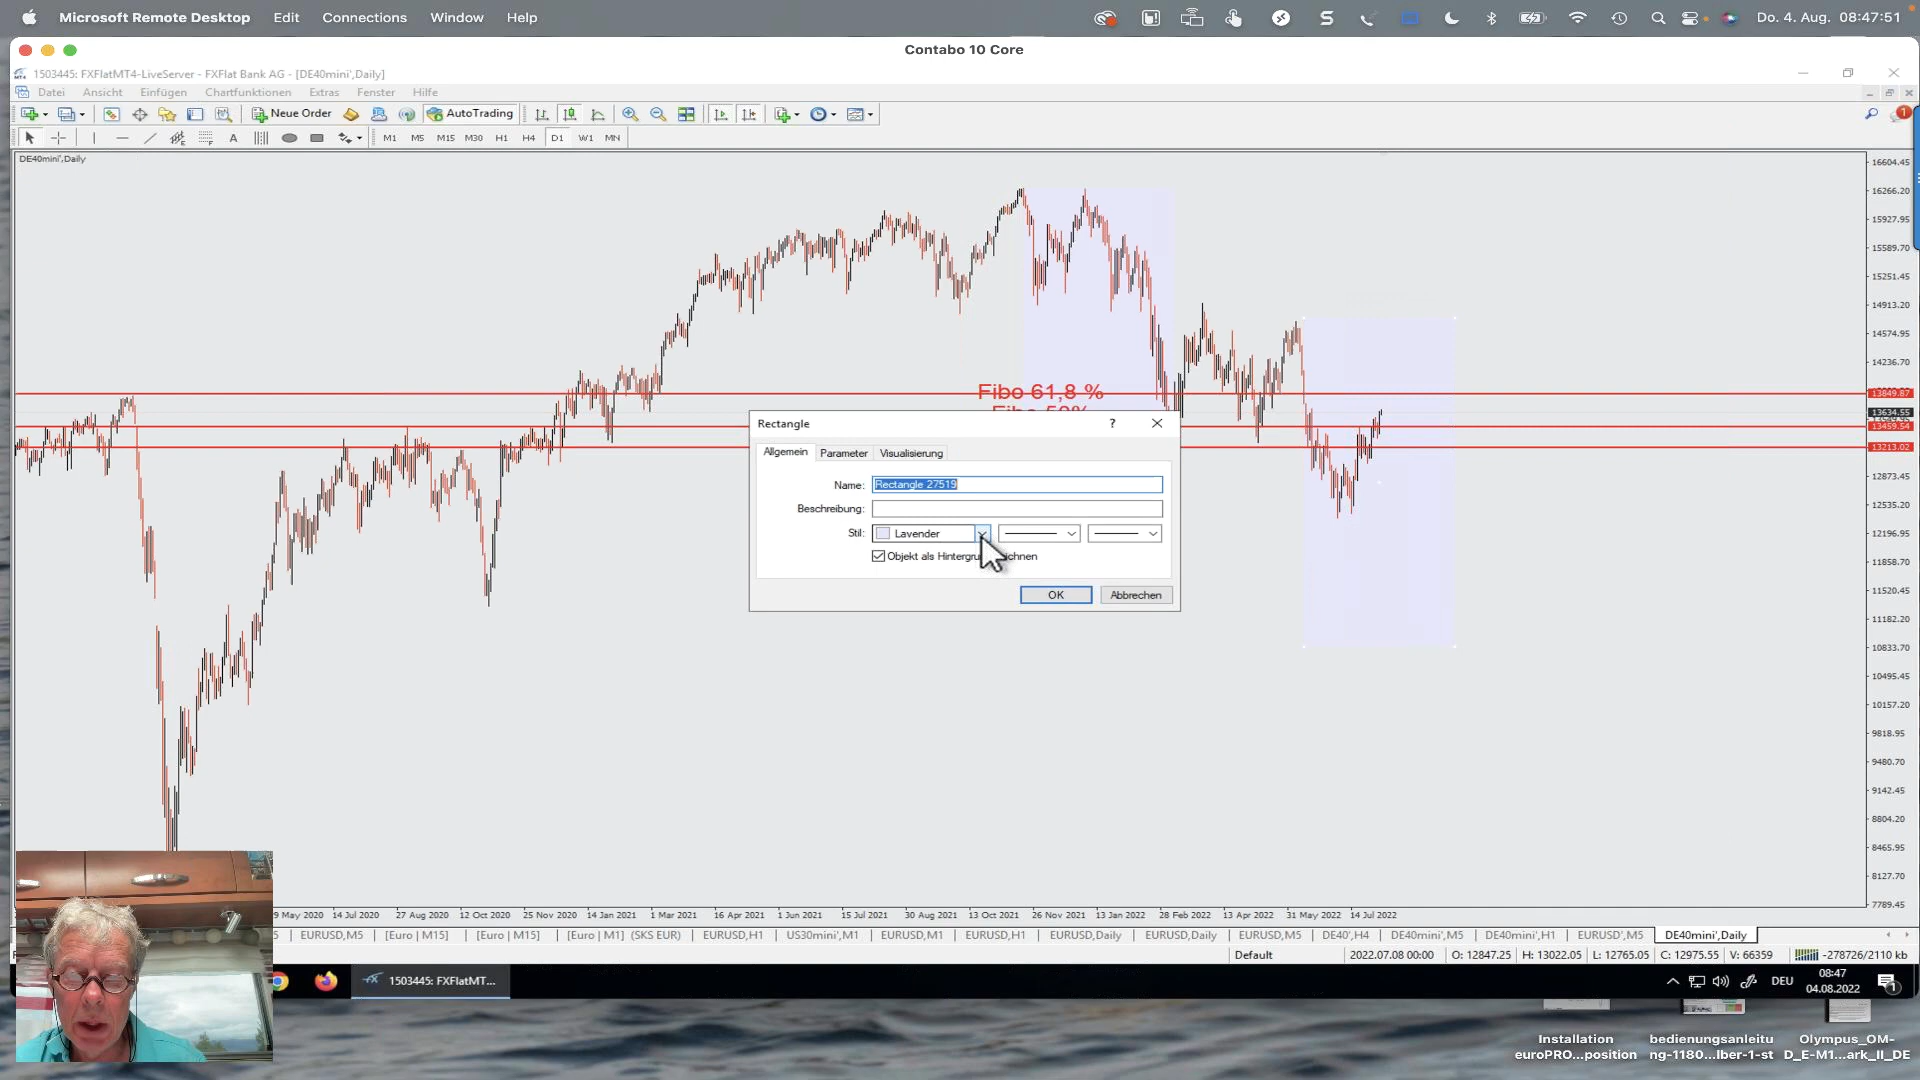 Microsoft Remote Desktop Edit Connections Window Help
Do. 4. Aug. 08:47:51
Contabo 10 Core
1503445: FXFlatMT4-LiveServer - FXFlat Bank AG - [DE40mini',Daily]
Datei Ansicht Einfügen Chartfunktionen Extras Fenster Hilfe
Neue Order AutoTrading
M1 M5 M15 M30 H1 H4 D1 W1 MN
DE40mini',Daily
16604.45
16266.20
15927.95
15589.70
15251.45
14913.20
14574.95
14236.70
Fibo 61,8 %
13849.87
Fibo 50%
13634.55
13459.54
13213.02
12873.45
12535.20
12196.95
11858.70
11520.45
11182.20
10833.70
10495.45
10157.20
9818.95
9480.70
9142.45
8804.20
8465.95
8127.70
7789.45
Rectangle ?
Allgemein Parameter Visualisierung
Name: Rectangle 27519
Beschreibung:
Stil: Lavender
Objekt als Hintergru chnen
OK Abbrechen
9 May 2020 14 Jul 2020 27 Aug 2020 12 Oct 2020 25 Nov 2020 14 Jan 2021 1 Mar 2021 16 Apr 2021 1 Jun 2021 15 Jul 2021 30 Aug 2021 13 Oct 2021 26 Nov 2021 13 Jan 2022 28 Feb 2022 13 Apr 2022 31 May 2022 14 Jul 2022
5 EURUSD,M5 [Euro | M15] [Euro | M15] [Euro | M1] (SKS EUR) EURUSD,H1 US30mini',M1 EURUSD,M1 EURUSD,H1 EURUSD,Daily EURUSD,Daily EURUSD,M5 DE40',H4 DE40mini',M5 DE40mini',H1 EURUSD',M5 DE40mini',Daily
Default 2022.07.08 00:00 O: 12847.25 H: 13022.05 L: 12765.05 C: 12975.55 V: 66359 -278726/2110 kb
1503445: FXFlatMT...
DEU
08:47
04.08.2022
Installation
euroPRO...position
bedienungsanleitu
ng-1180...lber-1-st
Olympus_OM-
D_E-M1...ark_II_DE